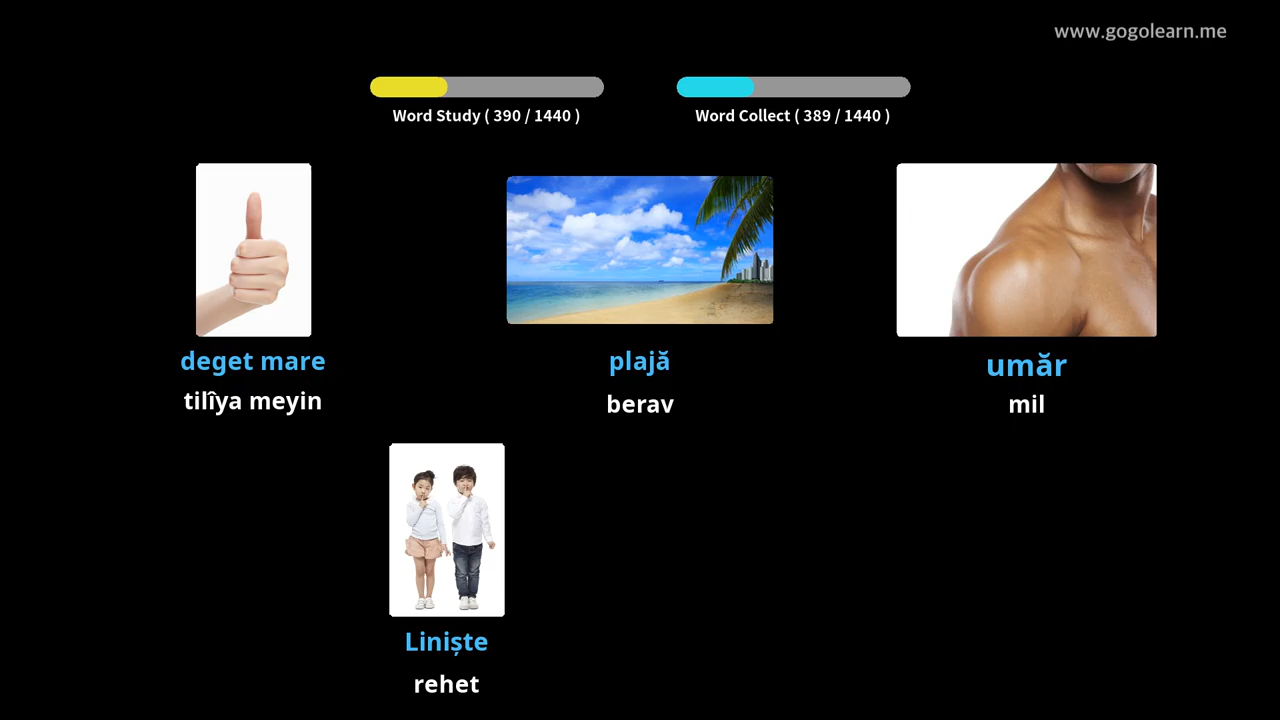 www.gogolearn.me
Word Study ( 390 / 1440 )
Word Collect ( 389 / 1440 )
deget mare
plajă
umăr
tilîya meyin
berav
mil
Liniște
rehet